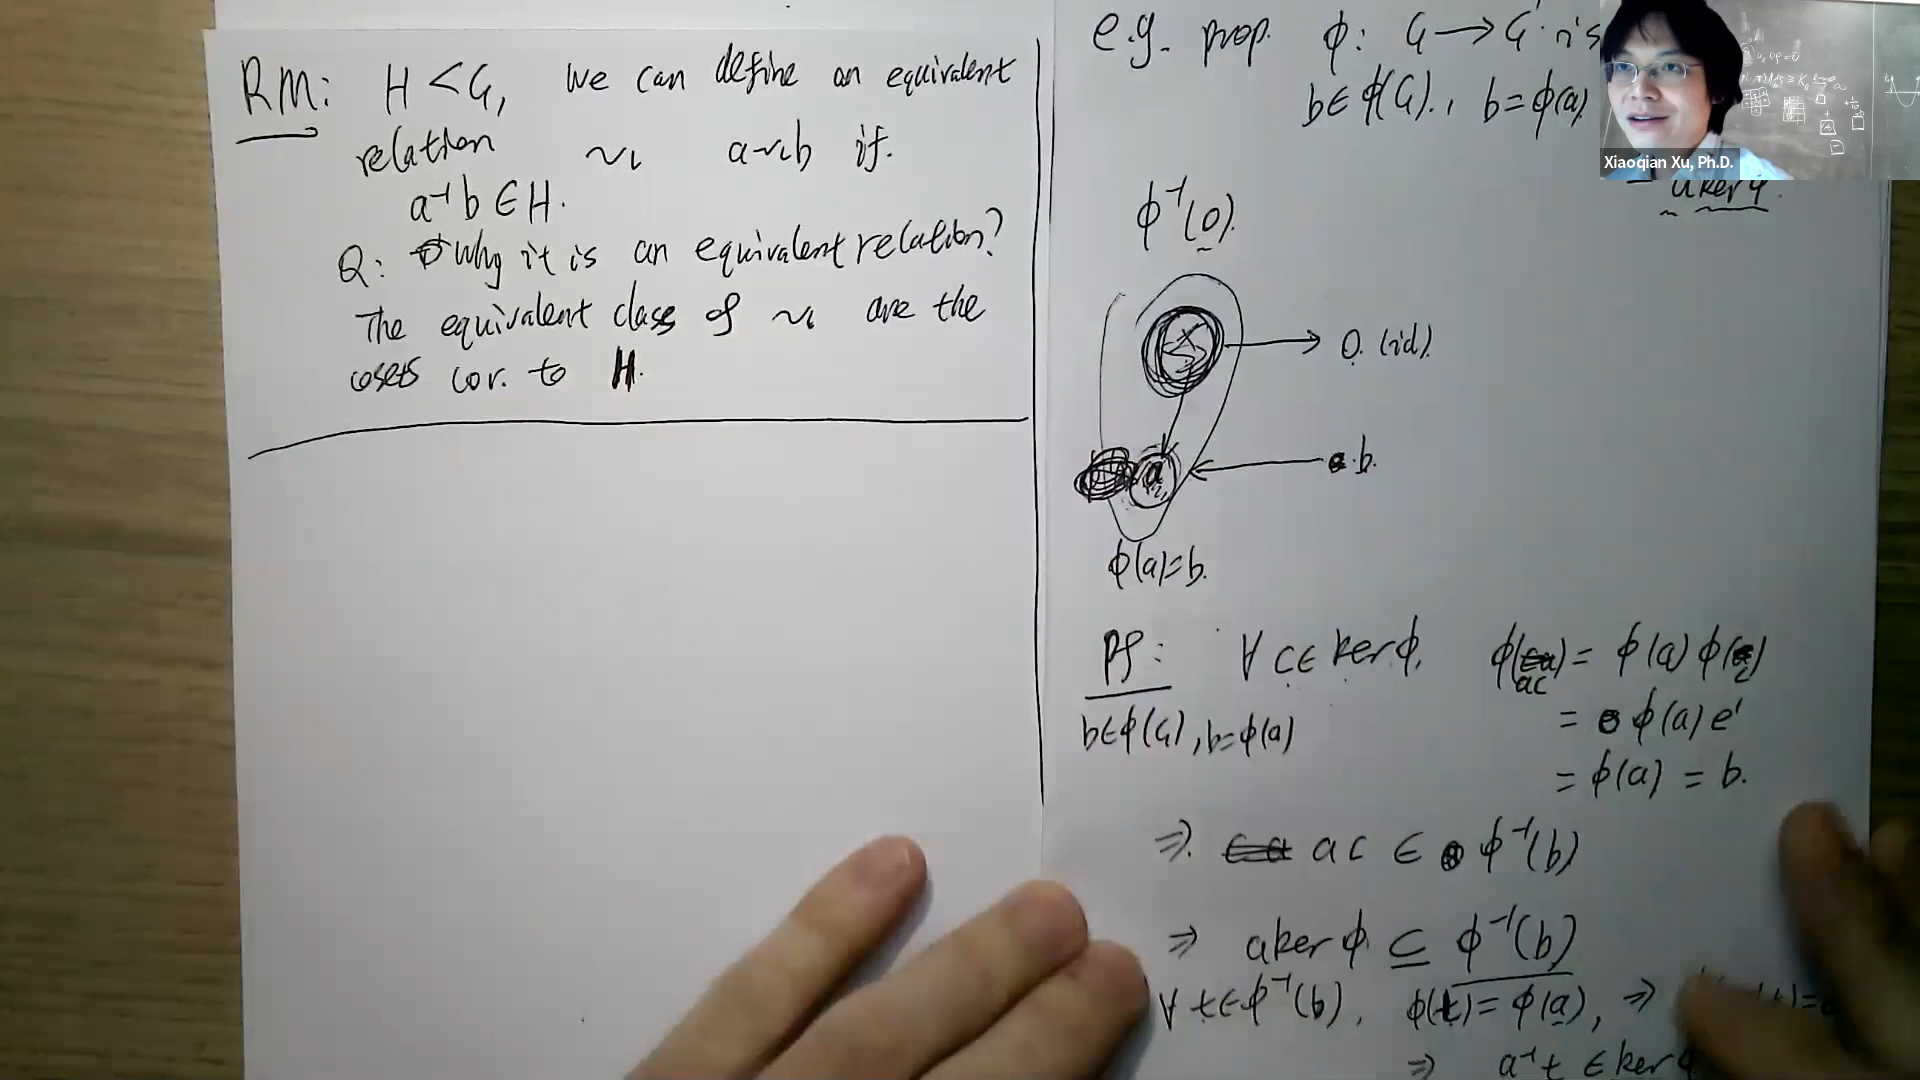 RM: H < G, we can define an equivalent
relation ~L a ~L b if.
a⁻¹b ∈ H.
Q: Why it is an equivalent relation?
The equivalent class of ~L are the
cosets cor. to H.
e.g. prop. φ: G → G' is
b ∈ φ(G)., b = φ(a).
= a ker φ.
φ⁻¹(0).
0. (id).
a
b.
φ(a)=b.
Pf: ∀ c ∈ ker φ, φ(ac) = φ(a) φ(c)
b ∈ φ(G), b=φ(a)
= φ(a) e'
= φ(a) = b.
⇒. ac ∈ φ⁻¹(b)
⇒ a ker φ ⊆ φ⁻¹(b)
∀ t ∈ φ⁻¹(b), φ(t) = φ(a), ⇒
⇒ a⁻¹t ∈ ker φ
Xiaoqian Xu, Ph.D.